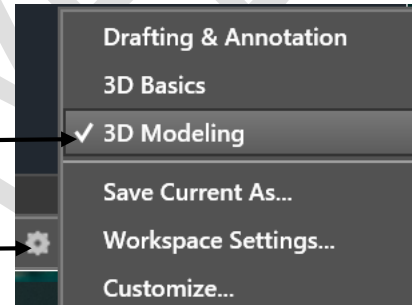 Drafting & Annotation
3D Basics
3D Modeling
Save Current As...
Workspace Settings...
Customize...